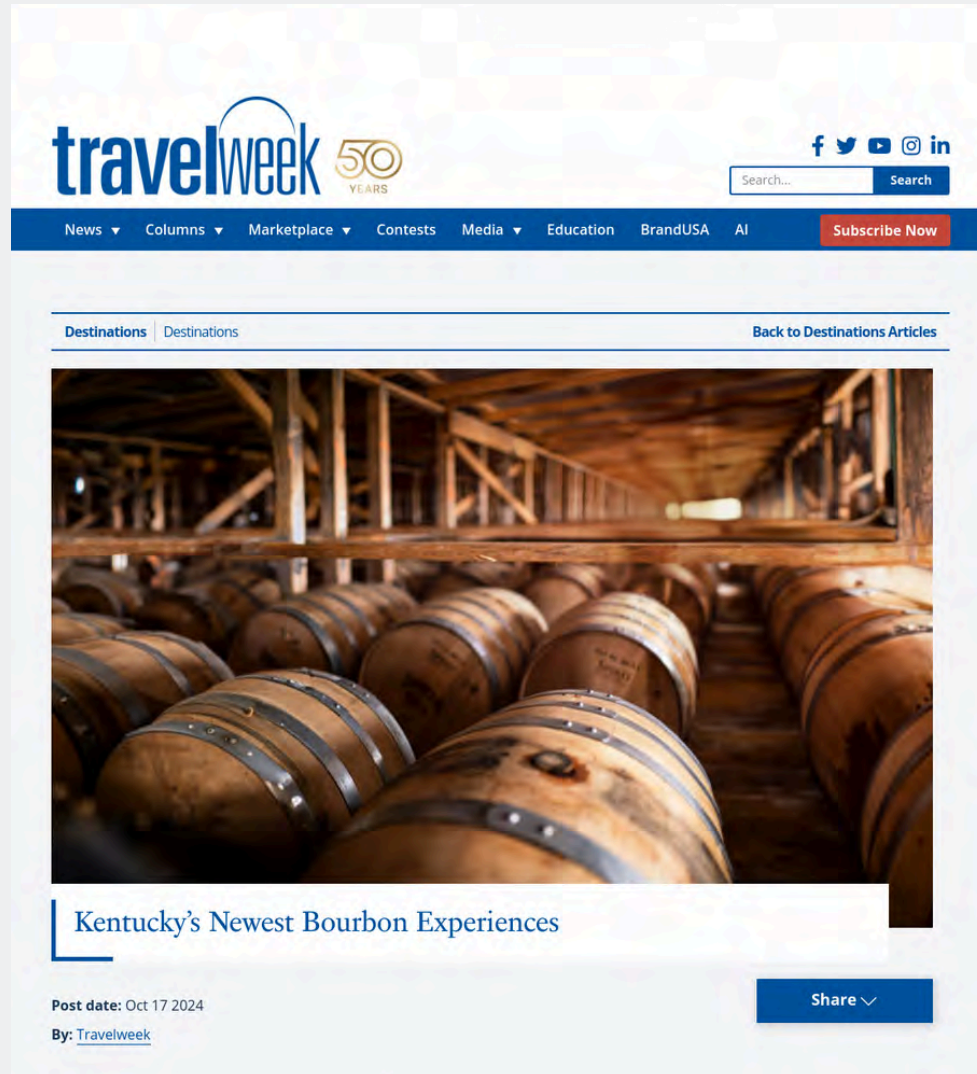 travelweek 50
YEARS
Search...
Search
News ▼ Columns ▼ Marketplace ▼ Contests Media ▼ Education BrandUSA AI Subscribe Now
Destinations Destinations Back to Destinations Articles
Kentucky’s Newest Bourbon Experiences
Share
Post date: Oct 17 2024
By: Travelweek